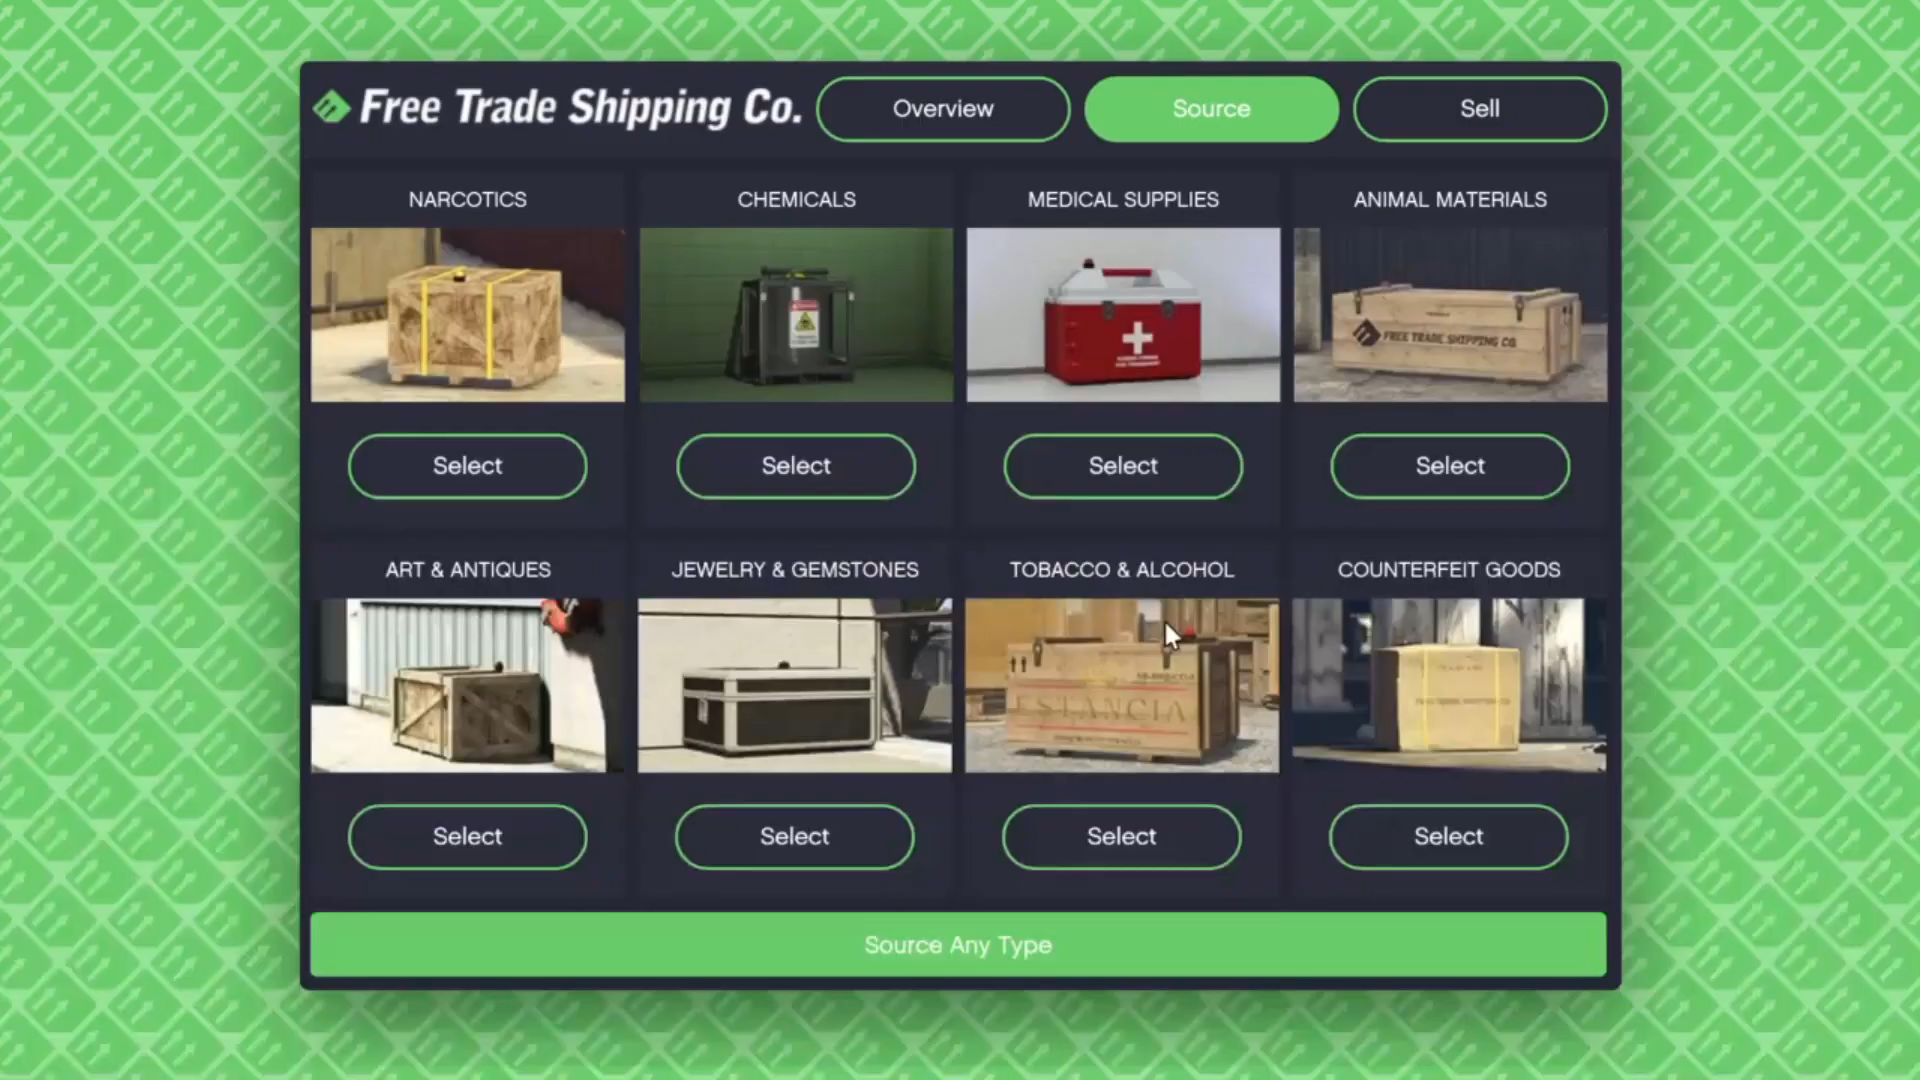 Free Trade Shipping Co.
Overview
Source
Sell
NARCOTICS
CHEMICALS
MEDICAL SUPPLIES
ANIMAL MATERIALS
FREE TRADE SHIPPING CO
Select
Select
Select
Select
ART & ANTIQUES
JEWELRY & GEMSTONES
TOBACCO & ALCOHOL
COUNTERFEIT GOODS
ESTANCIA
Select
Select
Select
Select
Source Any Type